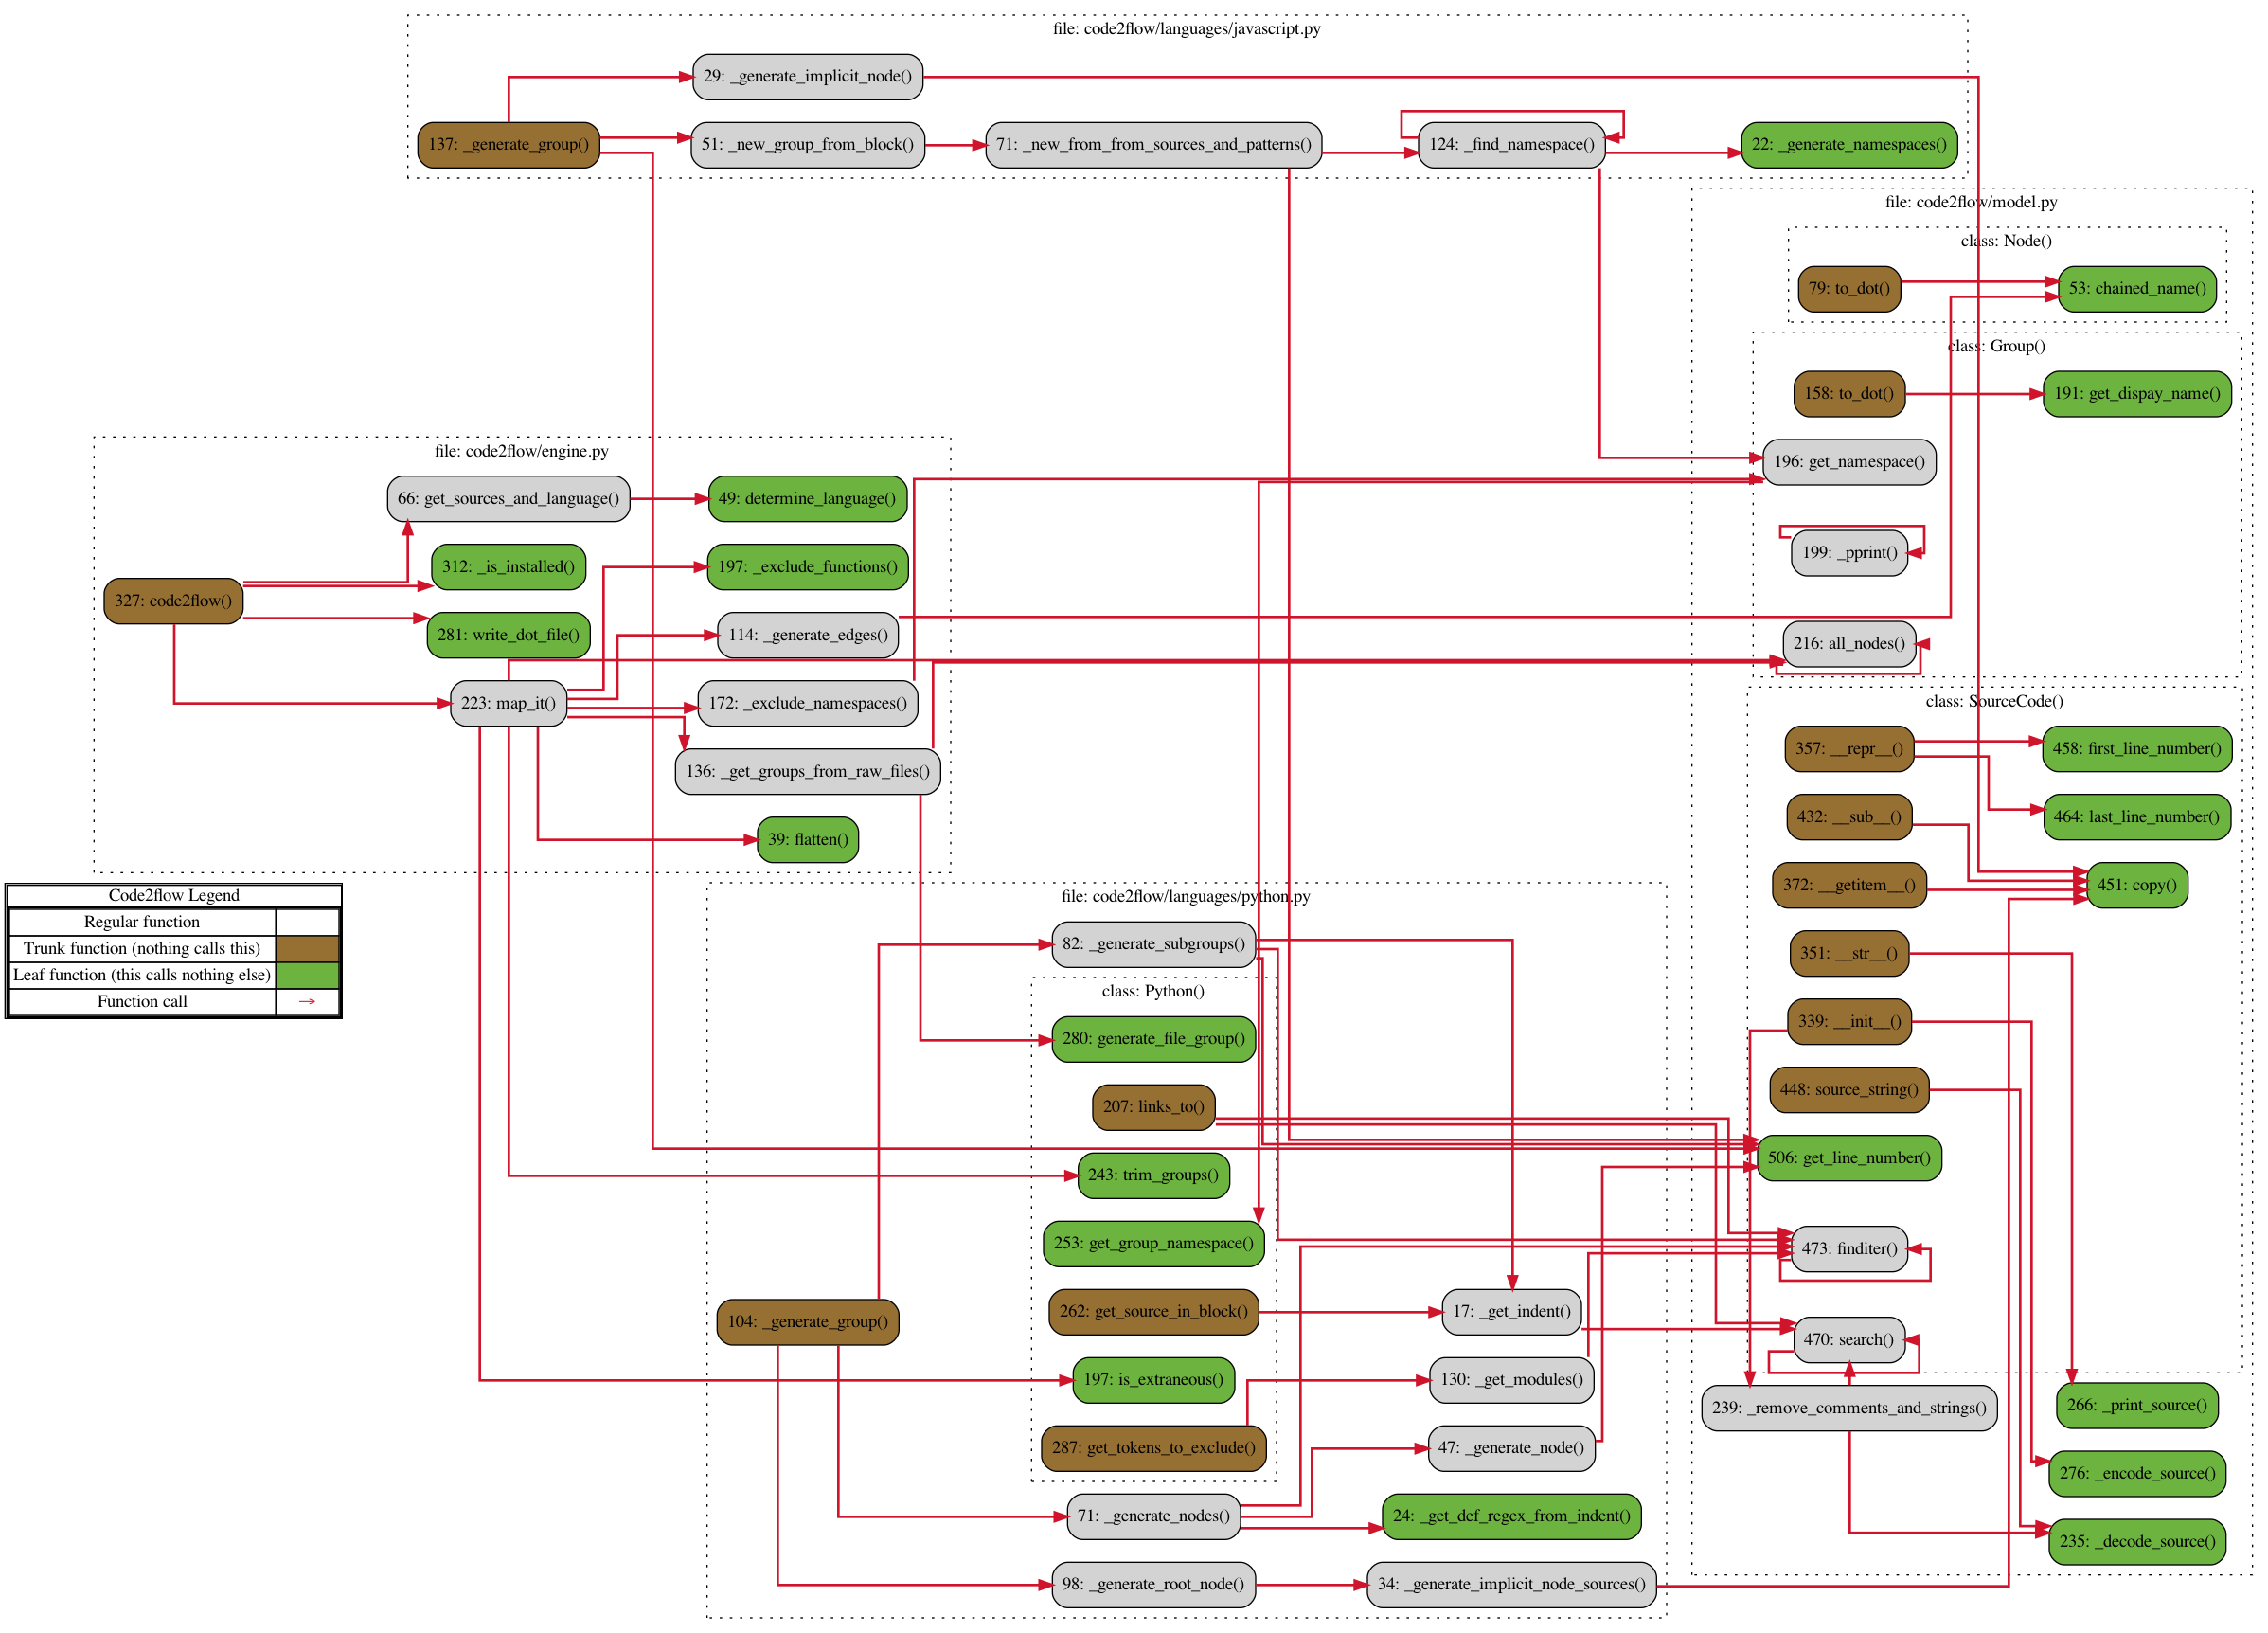 file: code2flow/languages/javascript.py
29: _generate_implicit_node()
137: _generate_group()
51: _new_group_from_block()
71: _new_from_from_sources_and_patterns()
124: _find_namespace()
22: _generate_namespaces()
file: code2flow/model.py
class: Node()
79: to_dot()
53: chained_name()
class: Group()
158: to_dot()
191: get_dispay_name()
196: get_namespace()
199: _pprint()
216: all_nodes()
file: code2flow/engine.py
66: get_sources_and_language()
49: determine_language()
312: _is_installed()
197: _exclude_functions()
327: code2flow()
281: write_dot_file()
114: _generate_edges()
223: map_it()
172: _exclude_namespaces()
136: _get_groups_from_raw_files()
39: flatten()
class: SourceCode()
357: __repr__()
458: first_line_number()
432: __sub__()
464: last_line_number()
372: __getitem__()
451: copy()
351: __str__()
339: __init__()
448: source_string()
506: get_line_number()
473: finditer()
470: search()
239: _remove_comments_and_strings()
266: _print_source()
276: _encode_source()
235: _decode_source()
Code2flow Legend
Regular function
Trunk function (nothing calls this)
Leaf function (this calls nothing else)
Function call →
file: code2flow/languages/python.py
82: _generate_subgroups()
class: Python()
280: generate_file_group()
207: links_to()
243: trim_groups()
253: get_group_namespace()
104: _generate_group()
262: get_source_in_block()
17: _get_indent()
197: is_extraneous()
130: _get_modules()
287: get_tokens_to_exclude()
47: _generate_node()
71: _generate_nodes()
24: _get_def_regex_from_indent()
98: _generate_root_node()
34: _generate_implicit_node_sources()